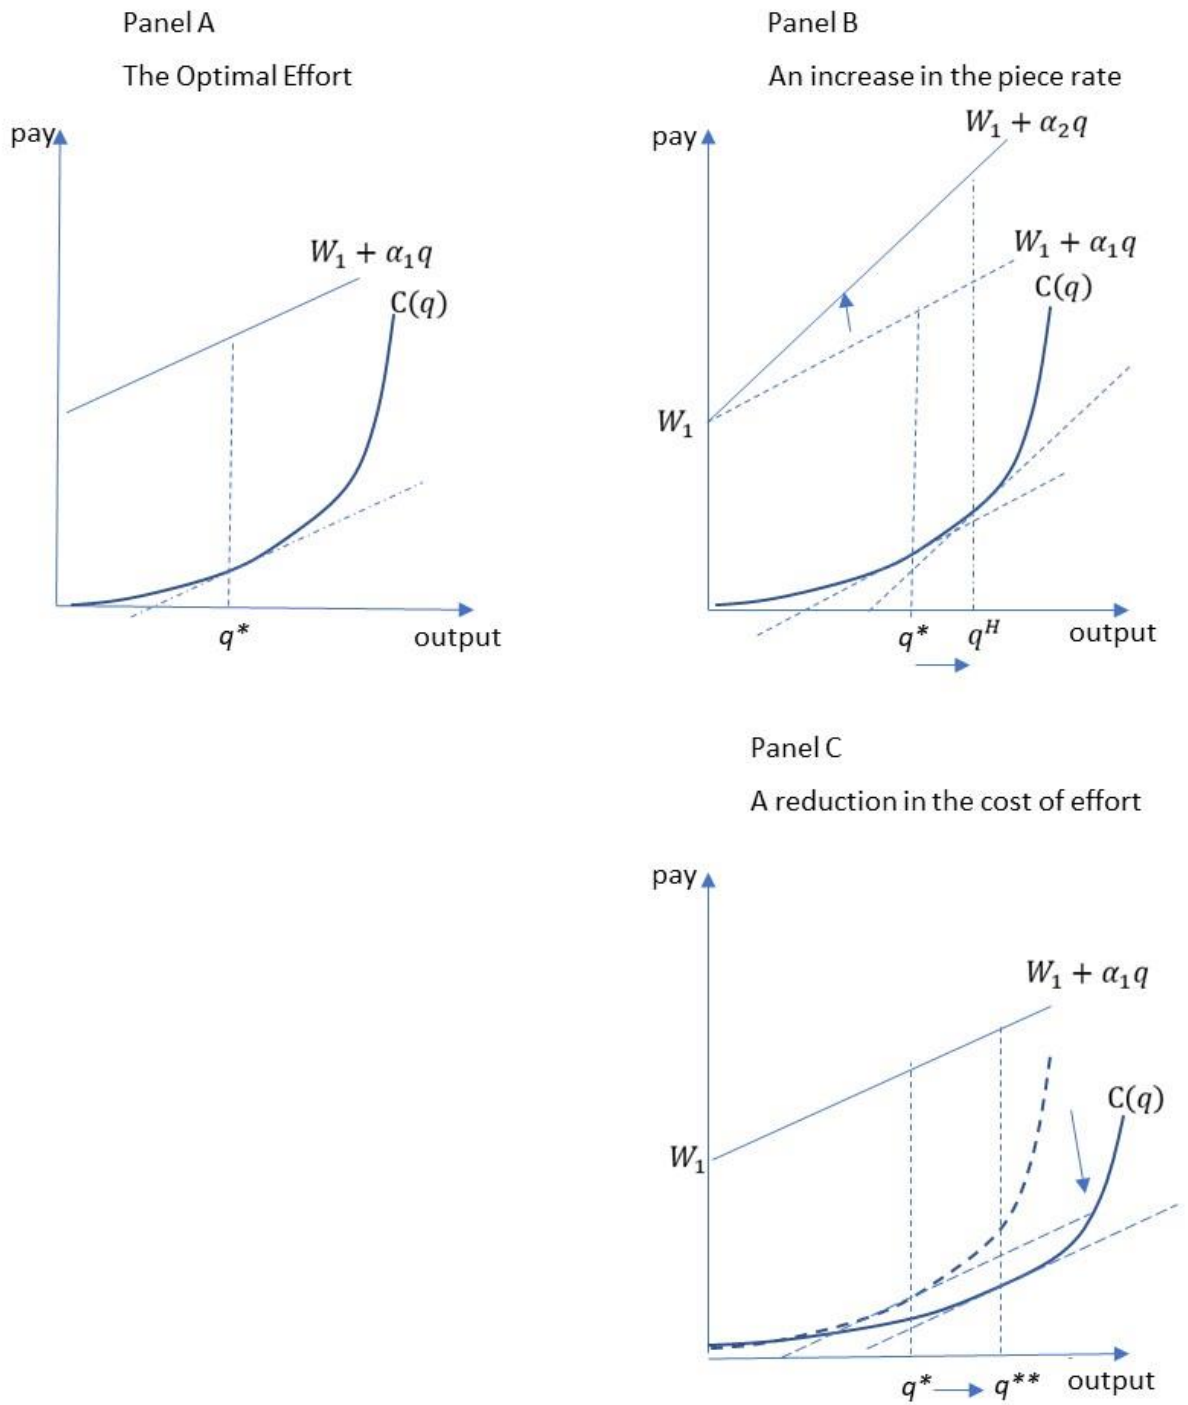 Panel A
The Optimal Effort
pay
W₁ + α₁q
C(q)
q*
output
Panel B
An increase in the piece rate
W₁ + α₂q
pay
W₁ + α₁q
C(q)
W₁
q*
qᴴ
output
Panel C
A reduction in the cost of effort
pay
W₁ + α₁q
C(q)
W₁
q*
q**
output